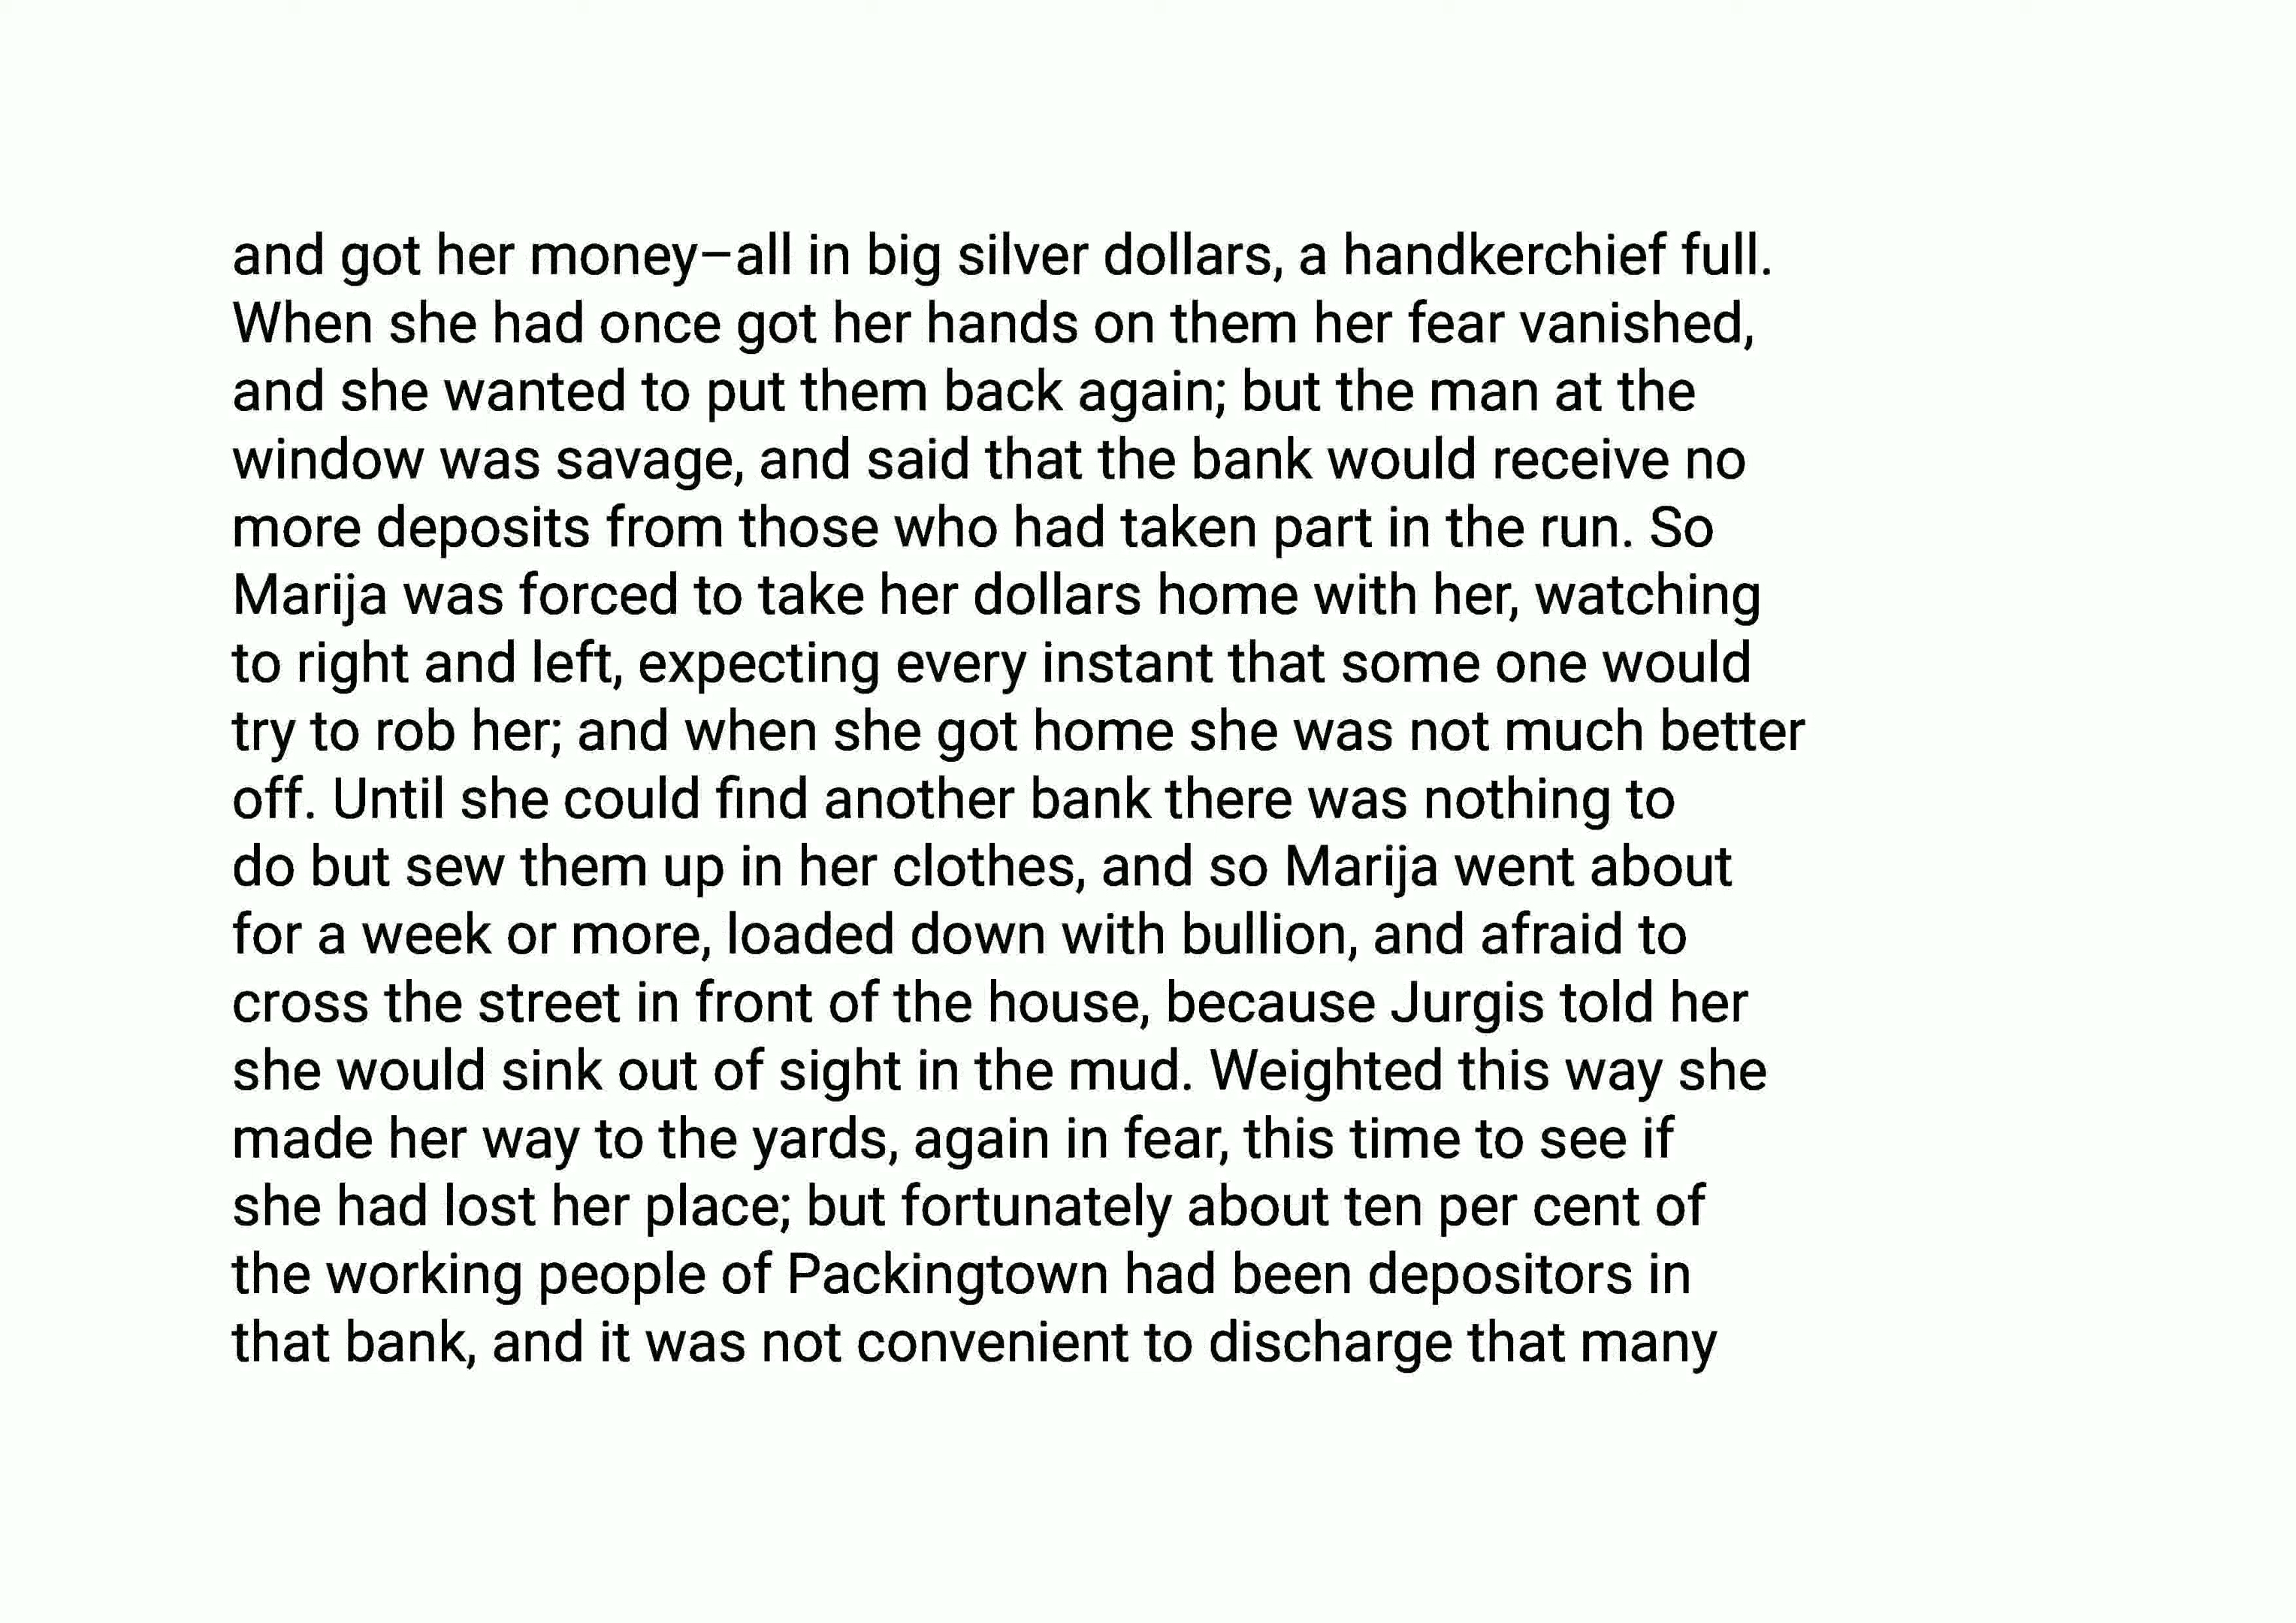 and got her money–all in big silver dollars, a handkerchief full.
When she had once got her hands on them her fear vanished,
and she wanted to put them back again; but the man at the
window was savage, and said that the bank would receive no
more deposits from those who had taken part in the run. So
Marija was forced to take her dollars home with her, watching
to right and left, expecting every instant that some one would
try to rob her; and when she got home she was not much better
off. Until she could find another bank there was nothing to
do but sew them up in her clothes, and so Marija went about
for a week or more, loaded down with bullion, and afraid to
cross the street in front of the house, because Jurgis told her
she would sink out of sight in the mud. Weighted this way she
made her way to the yards, again in fear, this time to see if
she had lost her place; but fortunately about ten per cent of
the working people of Packingtown had been depositors in
that bank, and it was not convenient to discharge that many